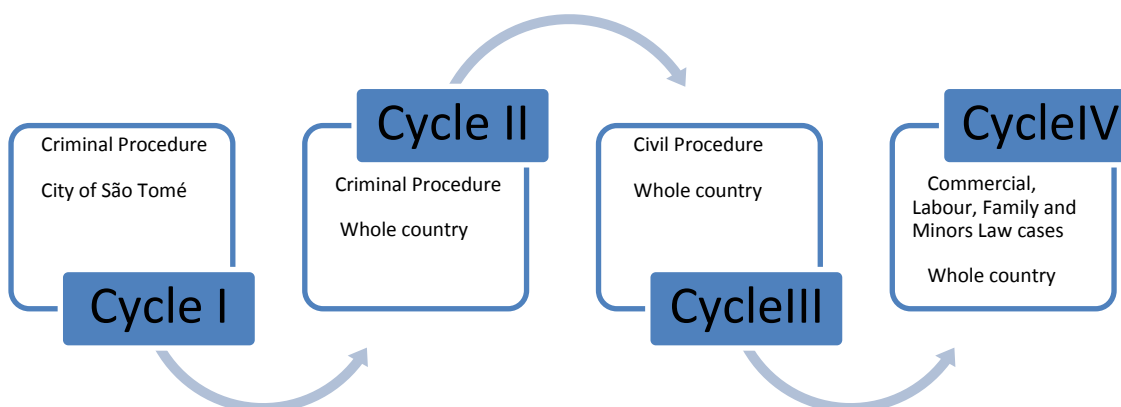 Criminal Procedure
City of São Tomé
Cycle I
Cycle II
Criminal Procedure
Whole country
Civil Procedure
Whole country
CycleIII
CycleIV
Commercial,
Labour, Family and
Minors Law cases
Whole country